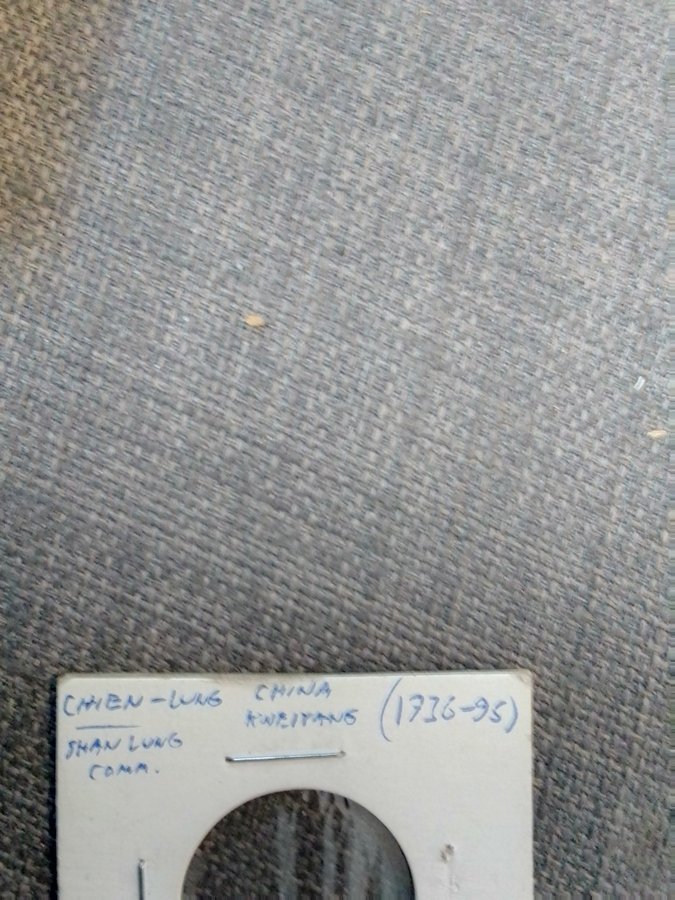 CHIEN-LUNG CHINA (1736-95)
KWEIYANG
SHAN LUNG
COMM.